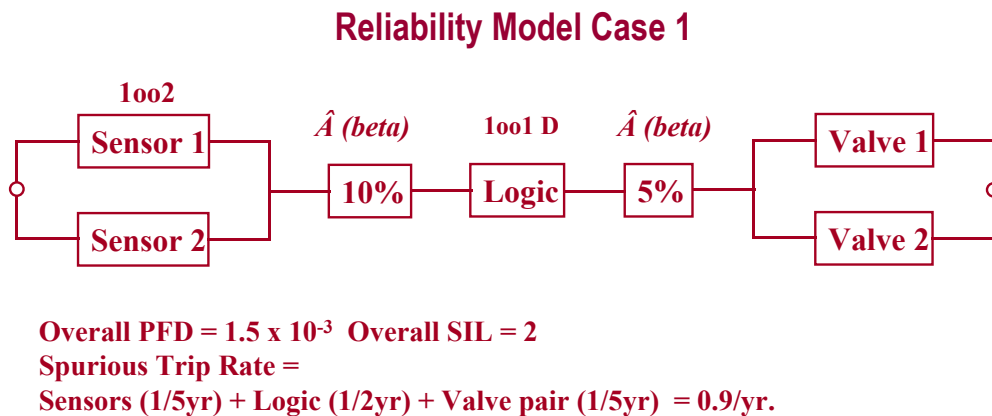 Reliability Model Case 1
1oo2
Sensor 1
Sensor 2
Â (beta)
10%
1oo1 D
Logic
Â (beta)
5%
Valve 1
Valve 2
Overall PFD = 1.5 x 10⁻³ Overall SIL = 2
Spurious Trip Rate =
Sensors (1/5yr) + Logic (1/2yr) + Valve pair (1/5yr) = 0.9/yr.